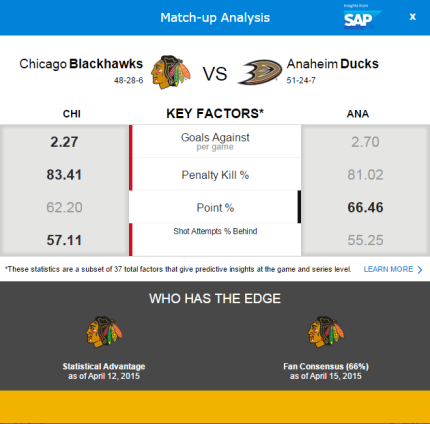 Match-up Analysis
Insights from
SAP
x
Chicago Blackhawks
48-28-6
VS
Anaheim Ducks
51-24-7
CHI
KEY FACTORS*
ANA
2.27
Goals Against
per game
2.70
83.41
Penalty Kill %
81.02
62.20
Point %
66.46
57.11
Shot Attempts % Behind
55.25
*These statistics are a subset of 37 total factors that give predictive insights at the game and series level.
LEARN MORE >
WHO HAS THE EDGE
Statistical Advantage
as of April 12, 2015
Fan Consensus (66%)
as of April 15, 2015